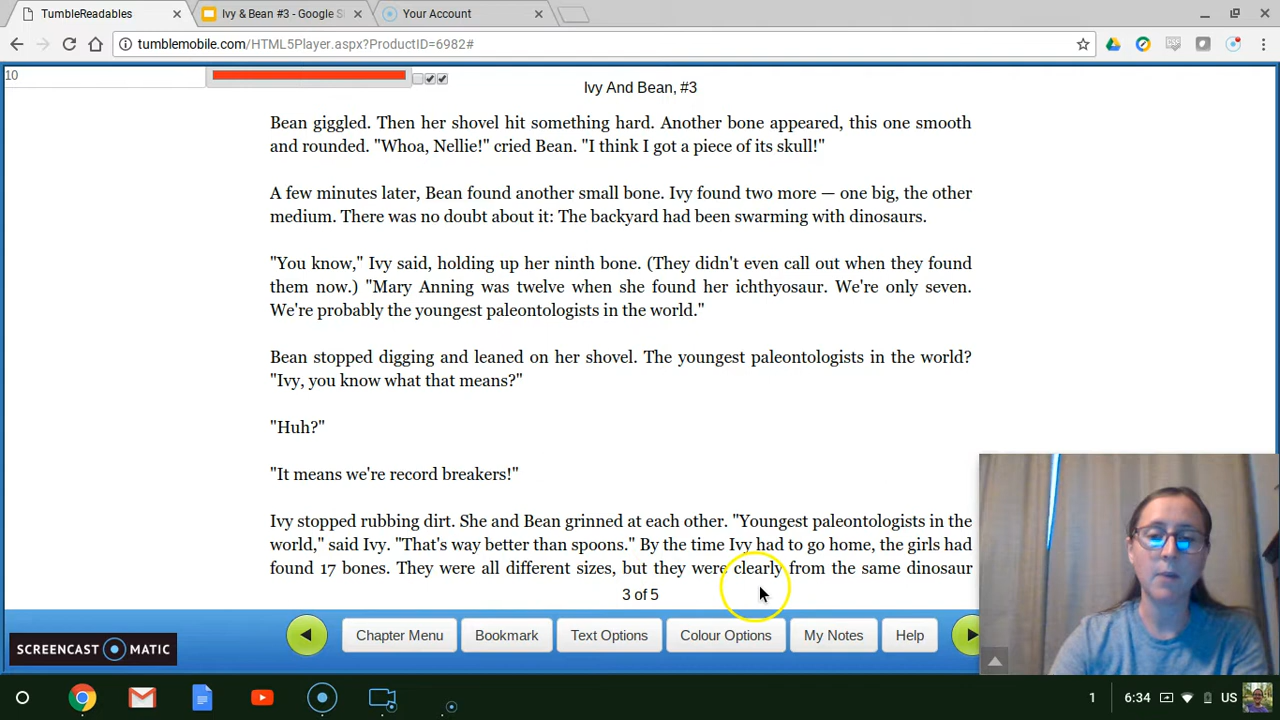 TumbleReadables
Ivy & Bean #3 - Google S
Your Account
tumblemobile.com/HTML5Player.aspx?ProductID=6982#
10
Ivy And Bean, #3
Bean giggled. Then her shovel hit something hard. Another bone appeared, this one smooth
and rounded. "Whoa, Nellie!" cried Bean. "I think I got a piece of its skull!"
A few minutes later, Bean found another small bone. Ivy found two more — one big, the other
medium. There was no doubt about it: The backyard had been swarming with dinosaurs.
"You know," Ivy said, holding up her ninth bone. (They didn't even call out when they found
them now.) "Mary Anning was twelve when she found her ichthyosaur. We're only seven.
We're probably the youngest paleontologists in the world."
Bean stopped digging and leaned on her shovel. The youngest paleontologists in the world?
"Ivy, you know what that means?"
"Huh?"
"It means we're record breakers!"
Ivy stopped rubbing dirt. She and Bean grinned at each other. "Youngest paleontologists in the
world," said Ivy. "That's way better than spoons." By the time Ivy had to go home, the girls had
found 17 bones. They were all different sizes, but they were clearly from the same dinosaur
3 of 5
Chapter Menu
Bookmark
Text Options
Colour Options
My Notes
Help
SCREENCAST MATIC
1
6:34
US